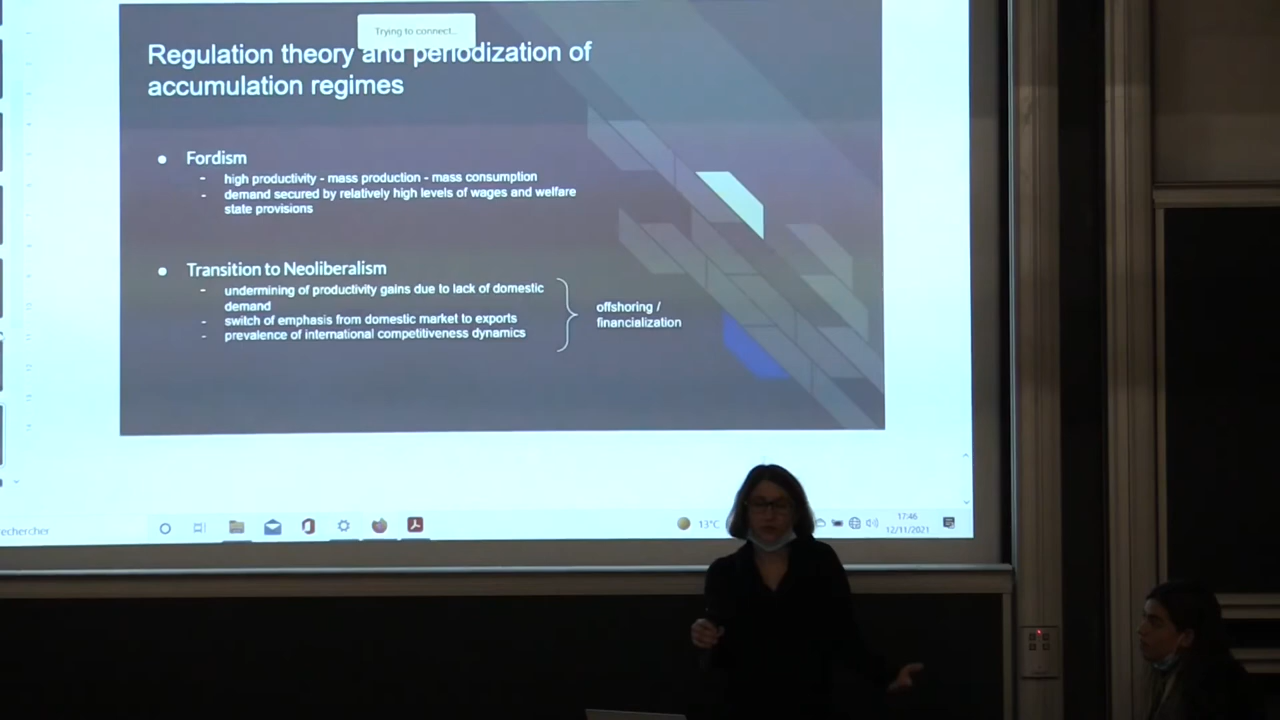 Trying to connect...
Regulation theory and periodization of
accumulation regimes
Fordism
- high productivity - mass production - mass consumption
- demand secured by relatively high levels of wages and welfare
state provisions
Transition to Neoliberalism
- undermining of productivity gains due to lack of domestic
demand
- switch of emphasis from domestic market to exports
- prevalence of international competitiveness dynamics
offshoring /
financialization
echercher
13°C
17:46
12/11/2021